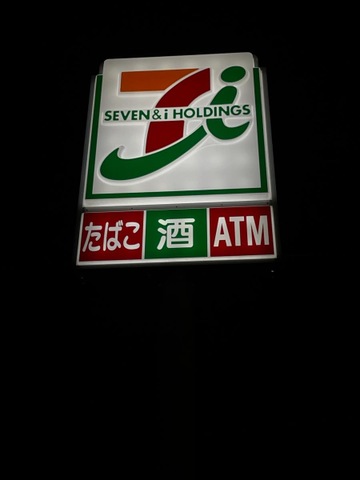 SEVEN & i HOLDINGS
たばこ 酒 ATM